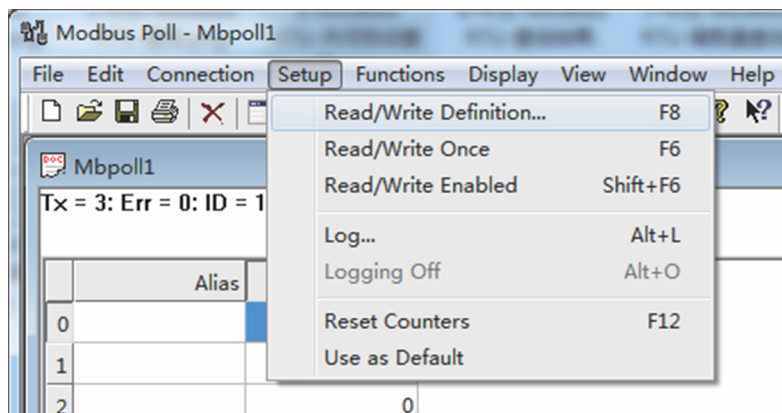 Modbus Poll - Mbpoll1
File Edit Connection Setup Functions Display View Window Help
Read/Write Definition... F8
Mbpoll1
Read/Write Once F6
Tx = 3: Err = 0: ID = 1
Read/Write Enabled Shift+F6
Log... Alt+L
Alias
Logging Off Alt+O
0
Reset Counters F12
1
Use as Default
2 0